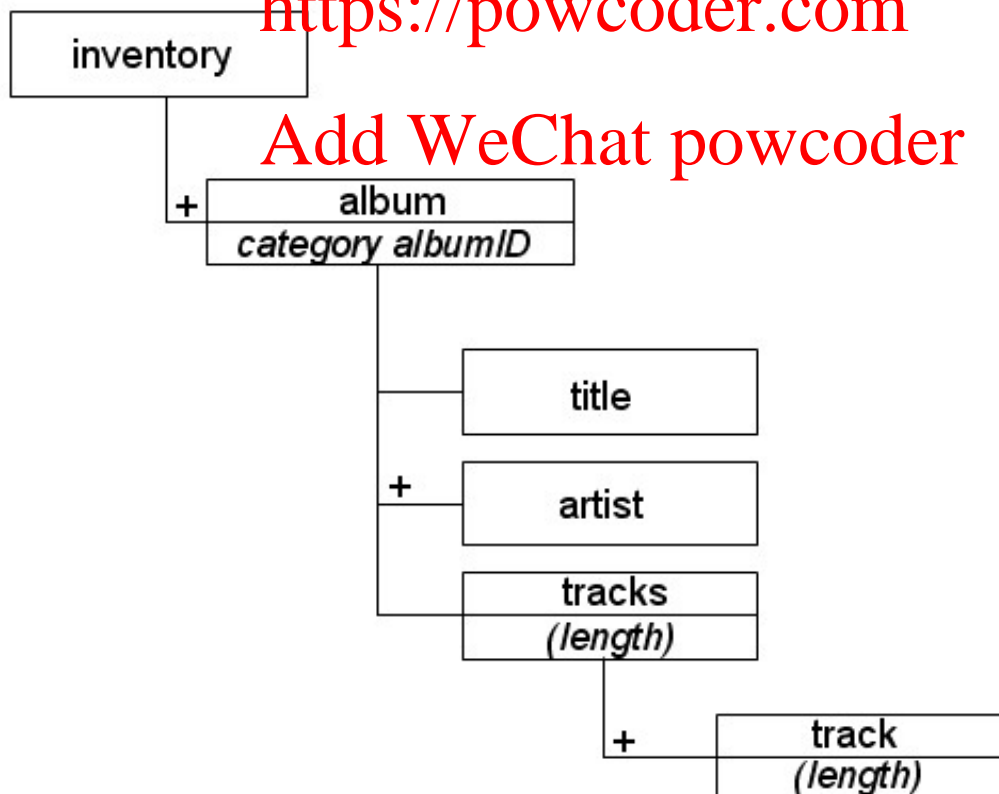 https://powcoder.com
inventory
Add WeChat powcoder
+
album
category albumID
title
+
artist
tracks
(length)
+
track
(length)